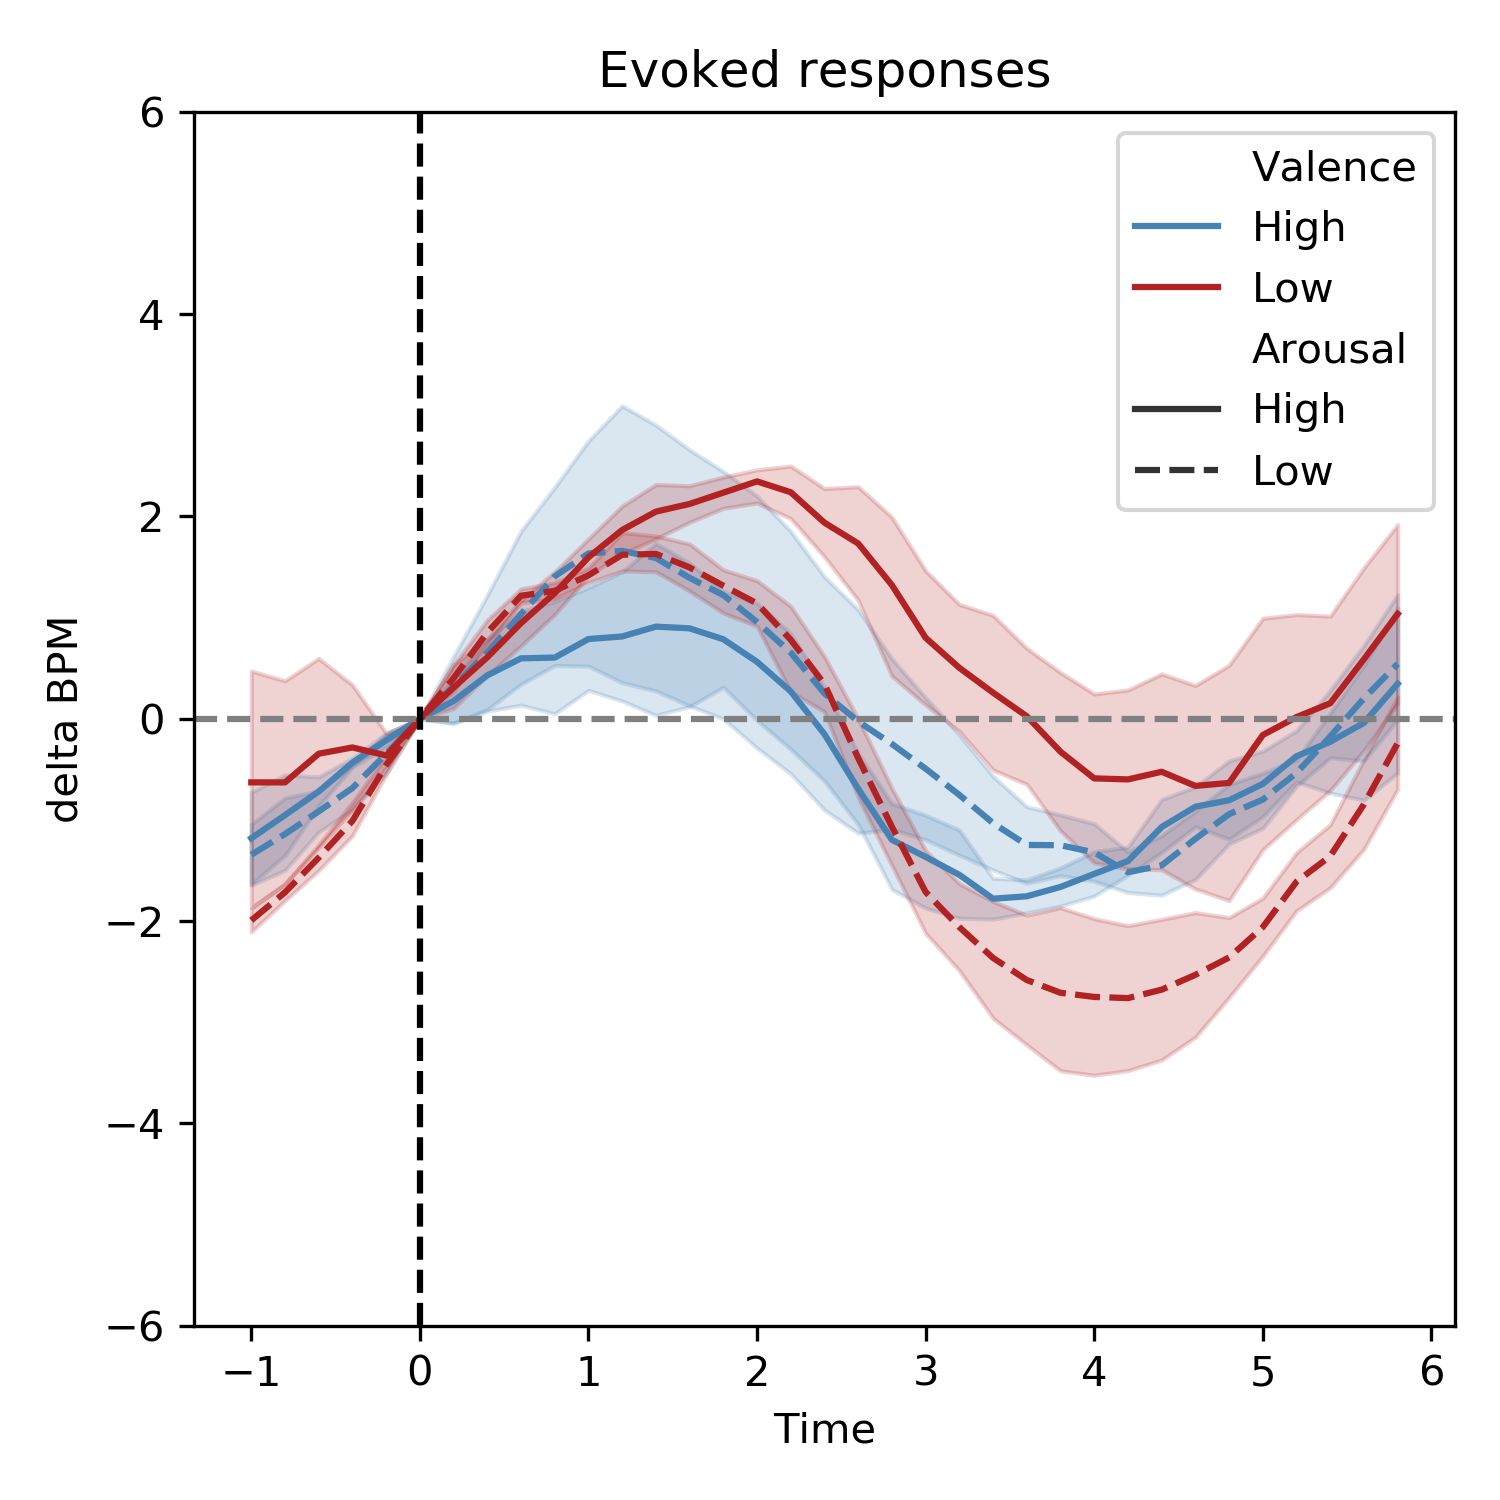 Evoked responses
6
4
2
0
−2
−4
−6
delta BPM
Valence
High
Low
Arousal
High
Low
−1 0 1 2 3 4 5 6
Time